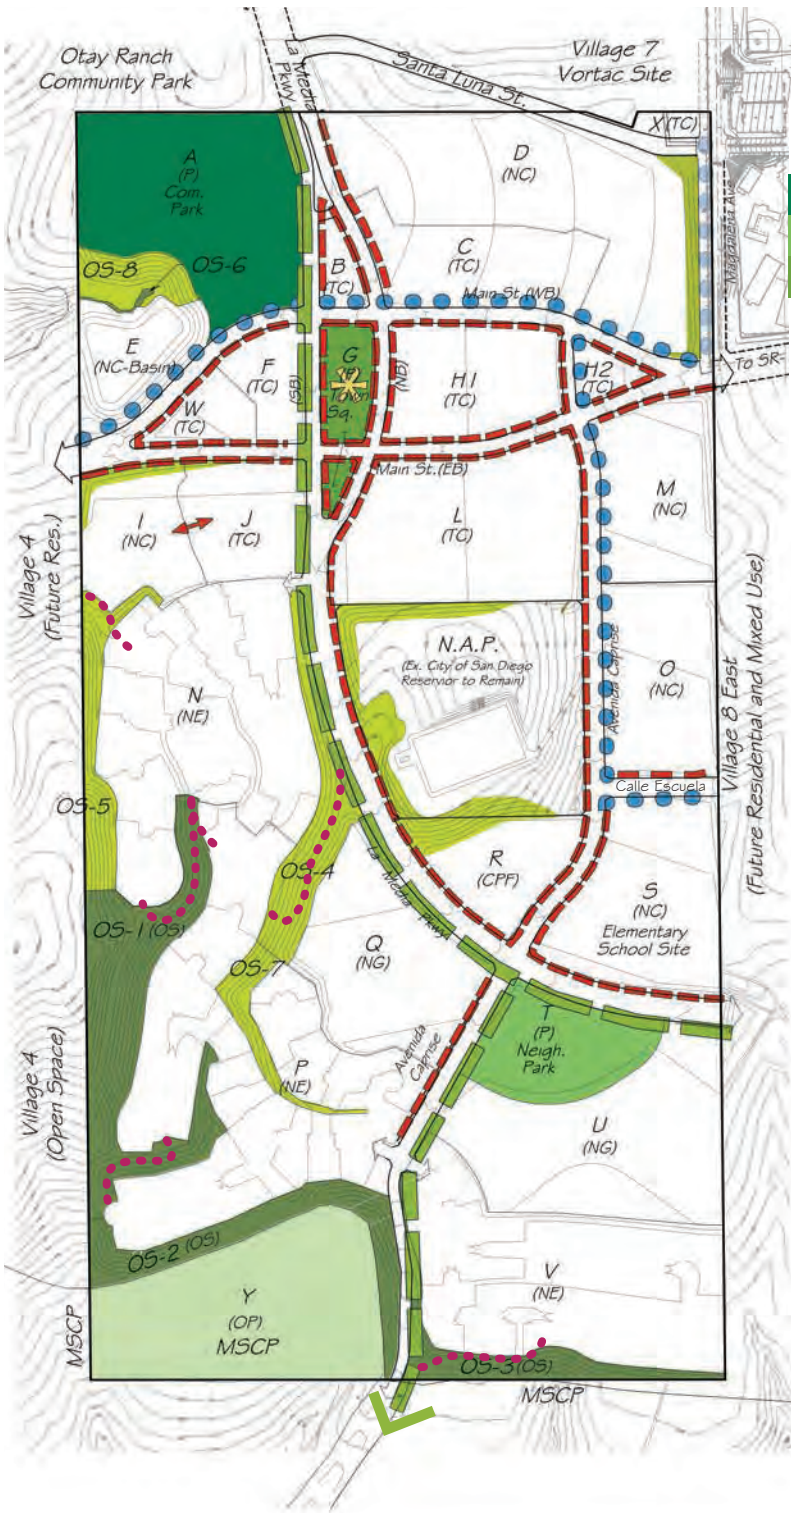 Otay Ranch
Community Park
La Media
Pkwy.
Santa Luna St.
Village 7
Vortac Site
X (TC)
A
(P)
Com.
Park
D
(NC)
Magdalena Ave
OS-8
OS-6
B
(TC)
C
(TC)
Main St.(WB)
E
(NC-Basin)
F
(TC)
(SB)
G
(P)
Town
Sq.
(NB)
H1
(TC)
H2
(TC)
To SR-
W
(TC)
Main St.(EB)
I
(NC)
J
(TC)
L
(TC)
M
(NC)
Village 4
(Future Res.)
N.A.P.
(Ex. City of San Diego
Reservior to Remain)
N
(NE)
Avenida Caprise
O
(NC)
Village 8 East
(Future Residential and Mixed Use)
Calle Escuela
OS-5
OS-4
La Media Pkwy.
R
(CPF)
S
(NC)
Elementary
School Site
OS-1 (OS)
Q
(NG)
OS-7
T
(P)
Neigh.
Park
Avenida
Caprise
P
(NE)
Village 4
(Open Space)
U
(NG)
OS-2 (OS)
V
(NE)
Y
(OP)
MSCP
MSCP
OS-3 (OS)
MSCP